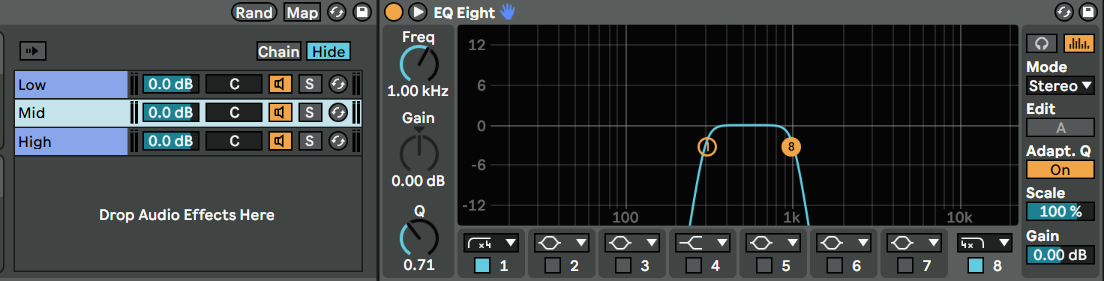 Rand Map
Chain Hide
Low 0.0 dB C S
Mid 0.0 dB C S
High 0.0 dB C S
Drop Audio Effects Here
EQ Eight
Freq
1.00 kHz
Gain
0.00 dB
Q
0.71
12
6
0
-6
-12
100 1k 10k
1 8
x4 4x
1 2 3 4 5 6 7 8
Mode
Stereo
Edit
A
Adapt. Q
On
Scale
100 %
Gain
0.00 dB